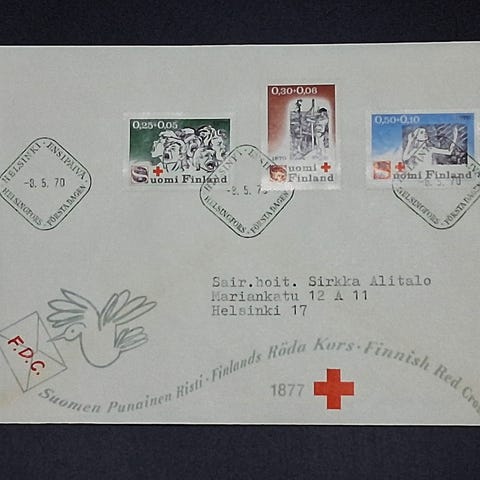 0,25+0,05
Suomi Finland
0,30+0,06
1970
Suomi
Finland
0,50+0,10
1970
Suomi Finland
HELSINKI · ENSIPÄIVÄ
-8.5.70
HELSINGFORS · FÖRSTA DAGEN
HELSINKI · ENSIPÄIVÄ
-8.5.70
HELSINGFORS · FÖRSTA DAGEN
-8.5.70
HELSINGFORS · FÖRSTA
Sair.hoit. Sirkka Alitalo
Mariankatu 12 A 11
Helsinki 17
F.D.C.
Suomen Punainen Risti · Finlands Röda Kors · Finnish Red Cro
1877